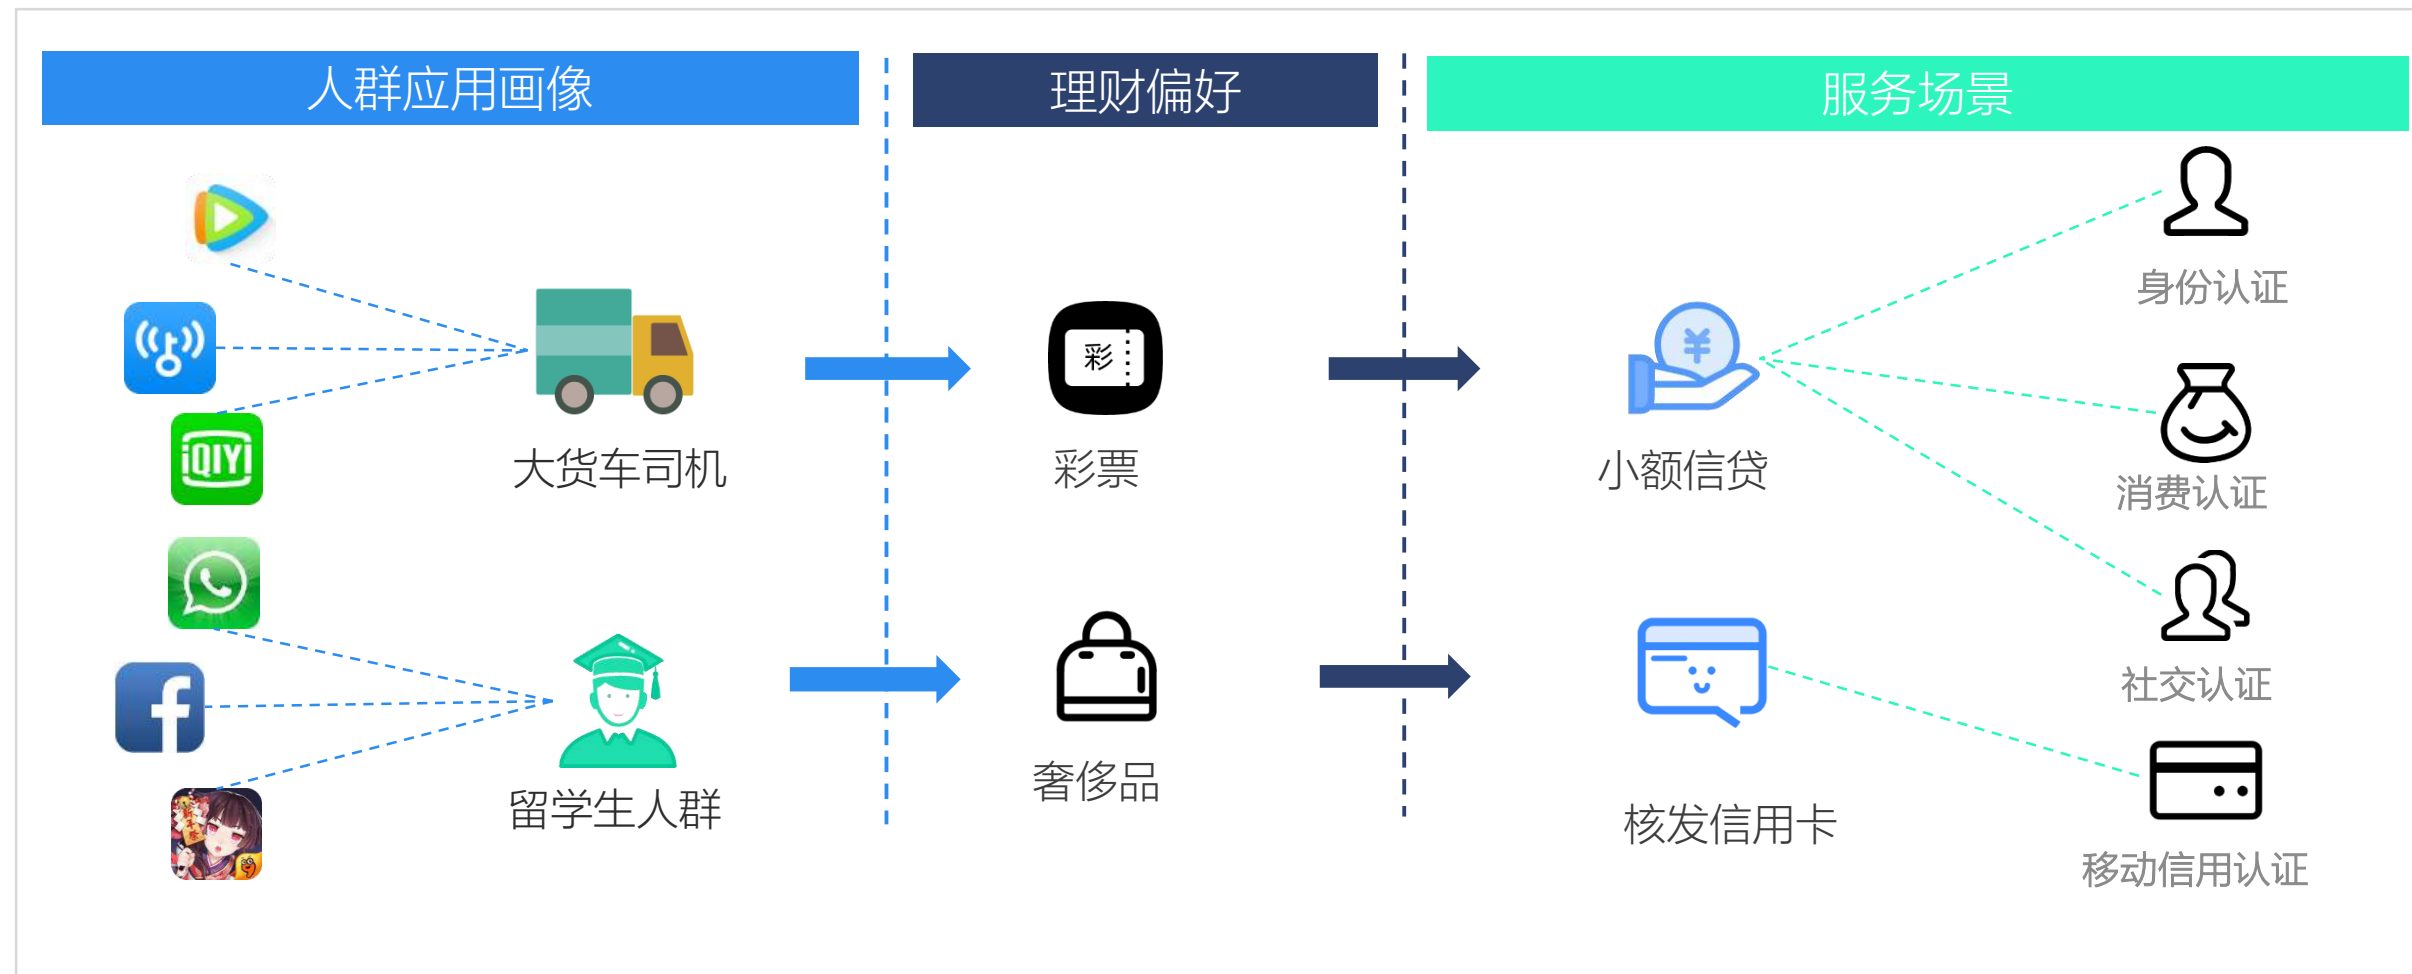 人群应用画像
理财偏好
服务场景
身份认证
彩
iQIYI
大货车司机
彩票
小额信贷
消费认证
社交认证
奢侈品
留学生人群
核发信用卡
移动信用认证